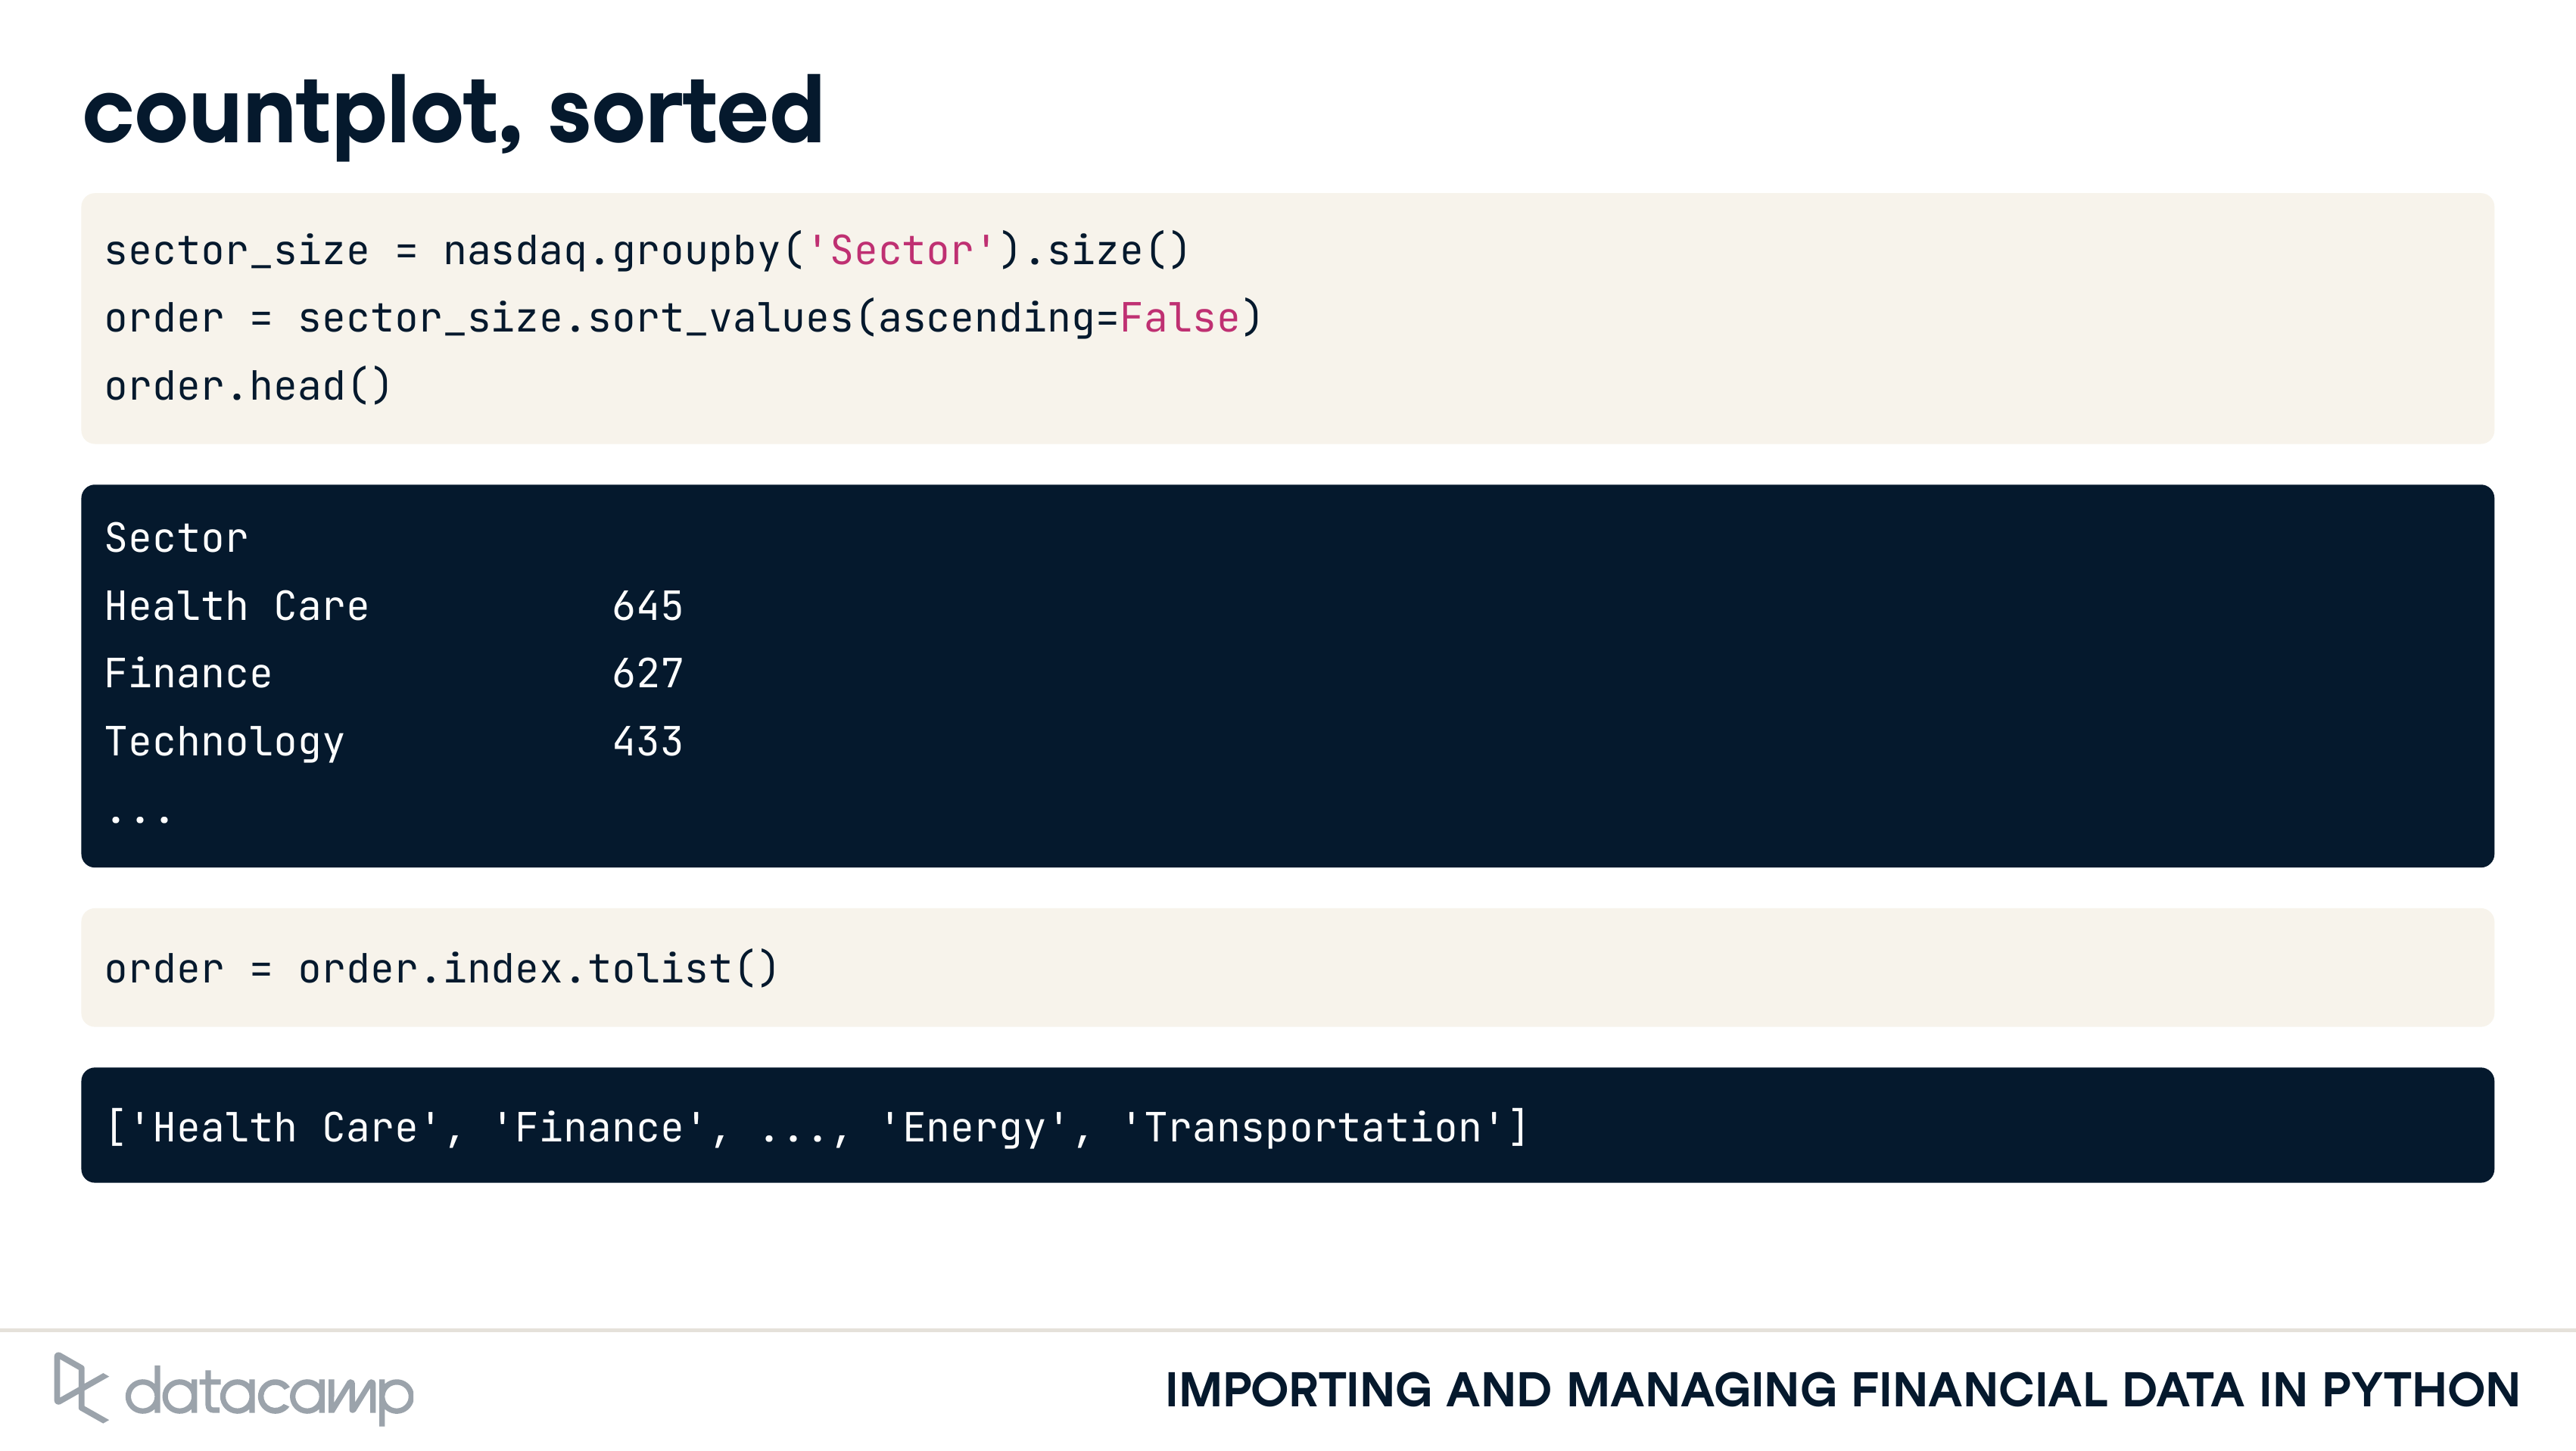 countplot, sorted
sector_size = nasdaq.groupby('Sector').size()
order = sector_size.sort_values(ascending=False)
order.head()
Sector
Health Care          645
Finance              627
Technology           433
...
order = order.index.tolist()
['Health Care', 'Finance', ..., 'Energy', 'Transportation']
datacamp
IMPORTING AND MANAGING FINANCIAL DATA IN PYTHON